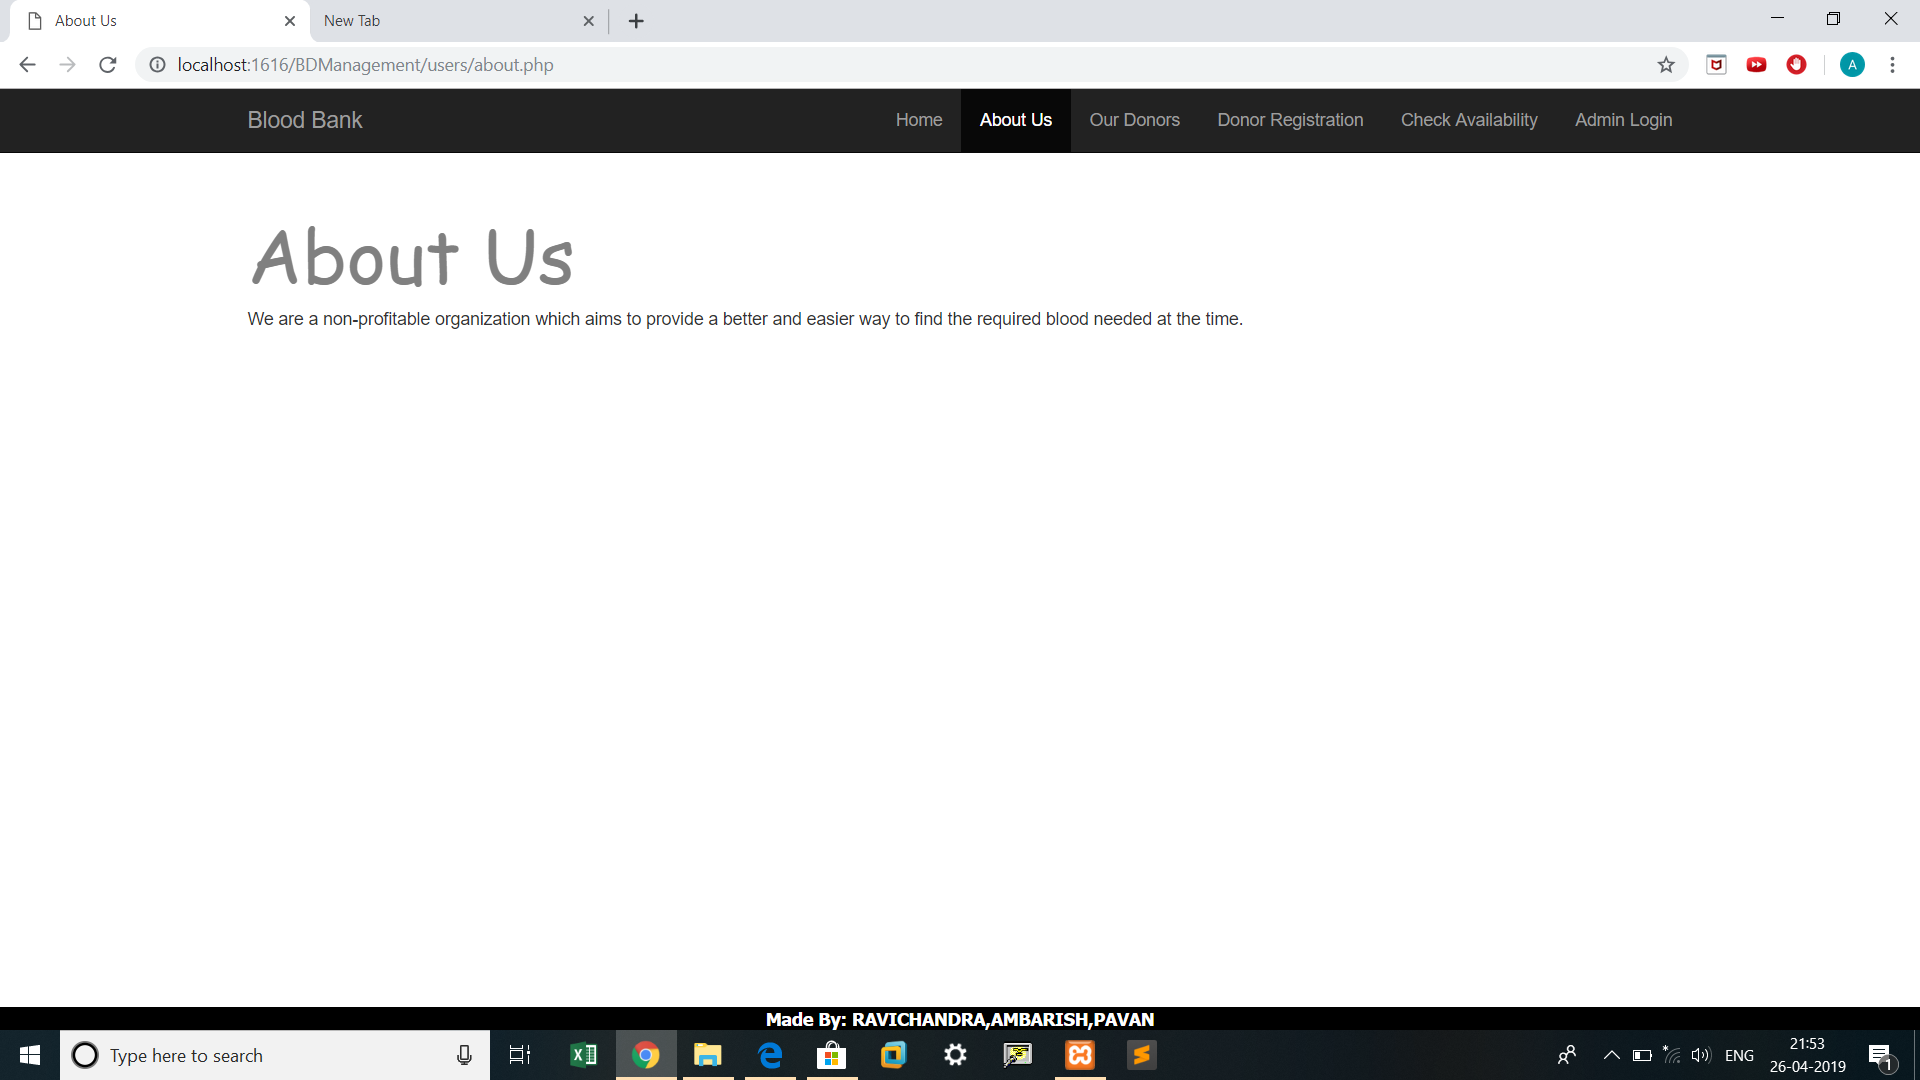 About Us
New Tab
localhost:1616/BDManagement/users/about.php
A
Blood Bank
Home
About Us
Our Donors
Donor Registration
Check Availability
Admin Login
About Us
We are a non-profitable organization which aims to provide a better and easier way to find the required blood needed at the time.
Made By: RAVICHANDRA,AMBARISH,PAVAN
Type here to search
ENG
21:53
26-04-2019
1